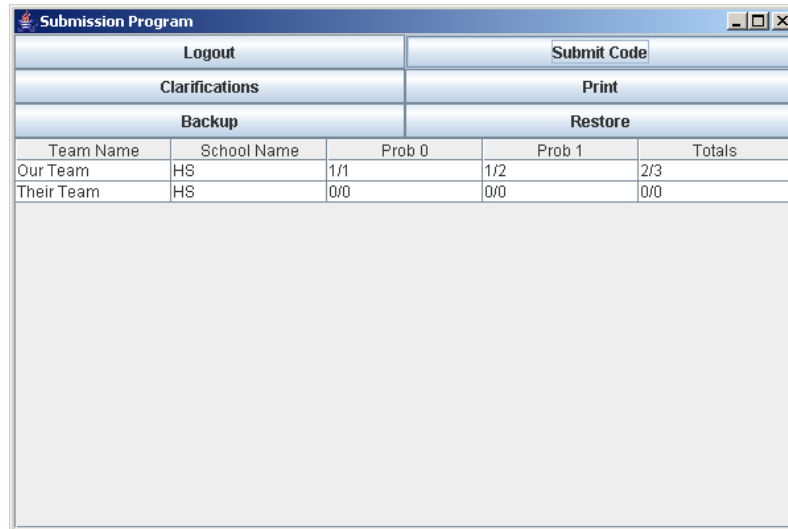 Submission Program
Logout Submit Code
Clarifications Print
Backup Restore
Team Name School Name Prob 0 Prob 1 Totals
Our Team HS 1/1 1/2 2/3
Their Team HS 0/0 0/0 0/0